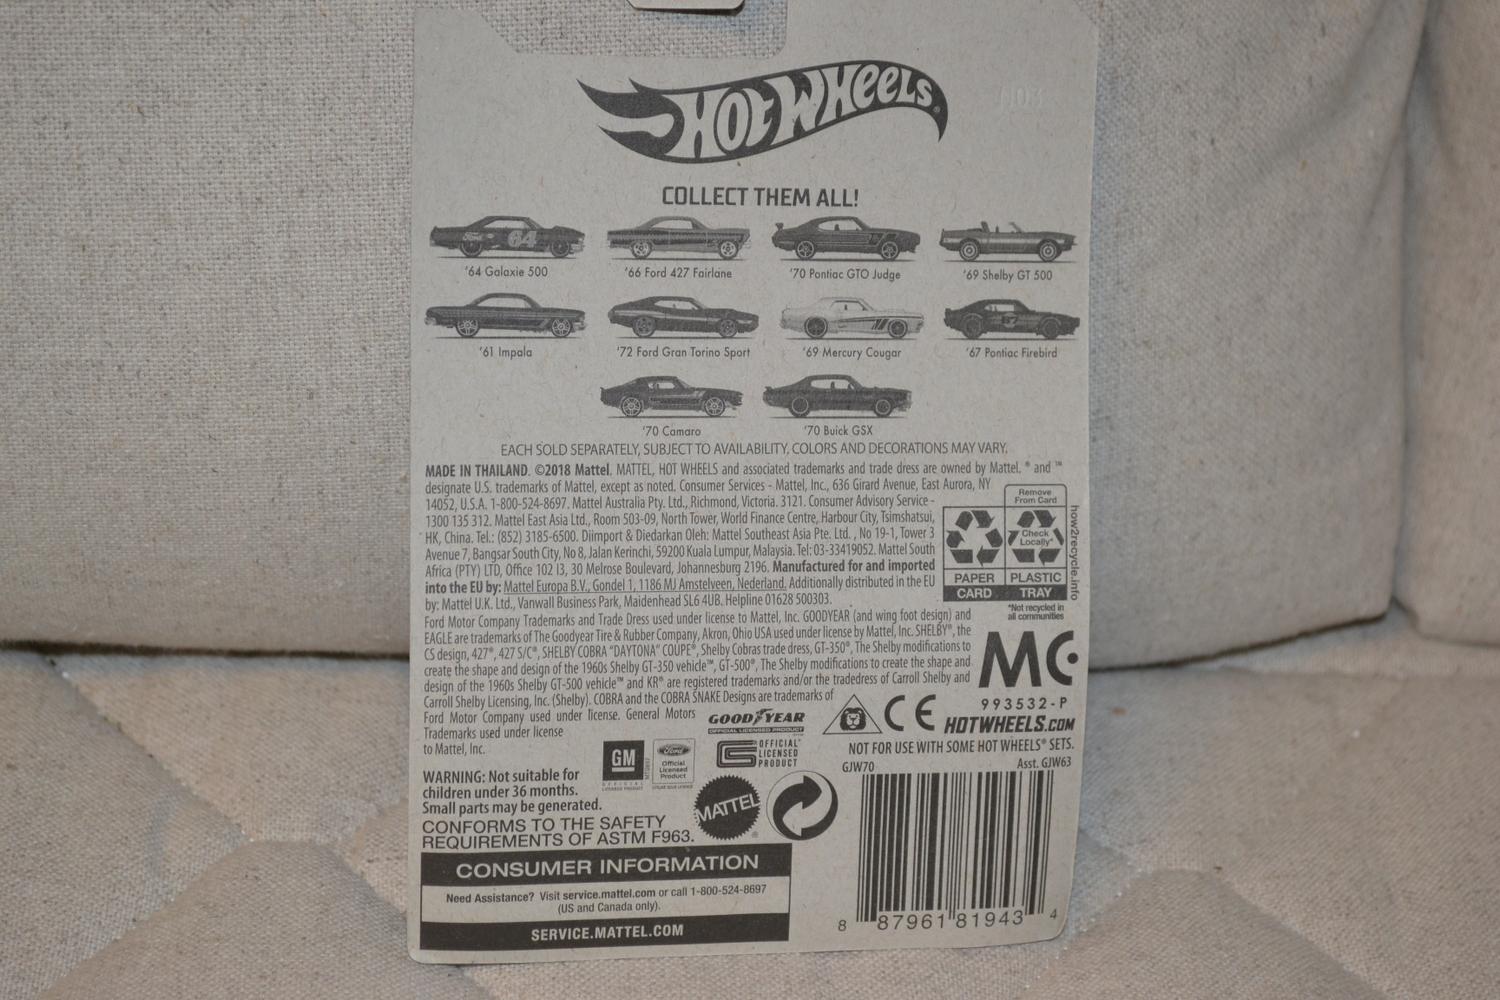 HOT WHEELS®
COLLECT THEM ALL!
64
'64 Galaxie 500
'66 Ford 427 Fairlane
'70 Pontiac GTO Judge
'69 Shelby GT 500
67
'61 Impala
'72 Ford Gran Torino Sport
'69 Mercury Cougar
'67 Pontiac Firebird
'70 Camaro
'70 Buick GSX
EACH SOLD SEPARATELY, SUBJECT TO AVAILABILITY, COLORS AND DECORATIONS MAY VARY.
MADE IN THAILAND. ©2018 Mattel. MATTEL, HOT WHEELS and associated trademarks and trade dress are owned by Mattel. ® and ™
designate U.S. trademarks of Mattel, except as noted. Consumer Services - Mattel, Inc., 636 Girard Avenue, East Aurora, NY
14052, U.S.A. 1-800-524-8697. Mattel Australia Pty. Ltd., Richmond, Victoria. 3121. Consumer Advisory Service -
1300 135 312. Mattel East Asia Ltd., Room 503-09, North Tower, World Finance Centre, Harbour City, Tsimshatsui,
HK, China. Tel.: (852) 3185-6500. Diimport & Diedarkan Oleh: Mattel Southeast Asia Pte. Ltd. , No 19-1, Tower 3
Avenue 7, Bangsar South City, No 8, Jalan Kerinchi, 59200 Kuala Lumpur, Malaysia. Tel: 03-33419052. Mattel South
Africa (PTY) LTD, Office 102 I3, 30 Melrose Boulevard, Johannesburg 2196. Manufactured for and imported
into the EU by: Mattel Europa B.V., Gondel 1, 1186 MJ Amstelveen, Nederland. Additionally distributed in the EU
by: Mattel U.K. Ltd., Vanwall Business Park, Maidenhead SL6 4UB. Helpline 01628 500303.
Remove
From Card
Check
Locally*
PAPER
PLASTIC
CARD
TRAY
*Not recycled in
all communities
how2recycle.info
Ford Motor Company Trademarks and Trade Dress used under license to Mattel, Inc. GOODYEAR (and wing foot design) and
EAGLE are trademarks of The Goodyear Tire & Rubber Company, Akron, Ohio USA used under license by Mattel, Inc. SHELBY®, the
CS design, 427®, 427 S/C®, SHELBY COBRA "DAYTONA" COUPE®, Shelby Cobras trade dress, GT-350®, The Shelby modifications to
create the shape and design of the 1960s Shelby GT-350 vehicle™, GT-500®, The Shelby modifications to create the shape and
design of the 1960s Shelby GT-500 vehicle™ and KR® are registered trademarks and/or the tradedress of Carroll Shelby and
Carroll Shelby Licensing, Inc. (Shelby). COBRA and the COBRA SNAKE Designs are trademarks of
Ford Motor Company used under license. General Motors
Trademarks used under license
to Mattel, Inc.
MC
993532-P
HOTWHEELS.COM
CE
GOODYEAR
OFFICIAL LICENSED PRODUCT
GM
OFFICIAL
LICENSED PRODUCT
Ford
Official
Licensed
Product
OFFICIAL
LICENSED
PRODUCT
NOT FOR USE WITH SOME HOT WHEELS® SETS.
GJW70
Asst. GJW63
WARNING: Not suitable for
children under 36 months.
Small parts may be generated.
CONFORMS TO THE SAFETY
REQUIREMENTS OF ASTM F963.
MATTEL®
CONSUMER INFORMATION
Need Assistance? Visit service.mattel.com or call 1-800-524-8697
(US and Canada only).
SERVICE.MATTEL.COM
8 87961 81943 4